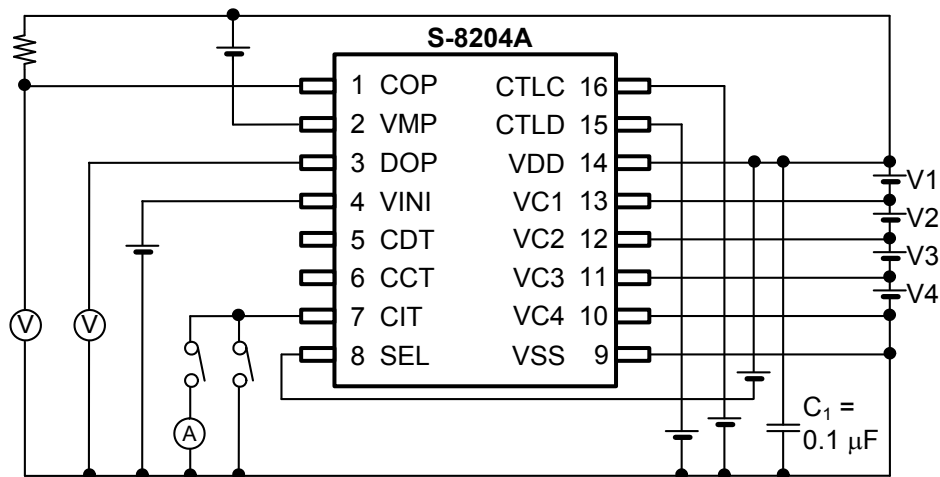 S-8204A
1 COP
2 VMP
3 DOP
4 VINI
5 CDT
6 CCT
7 CIT
8 SEL
CTLC 16
CTLD 15
VDD 14
VC1 13
VC2 12
VC3 11
VC4 10
VSS 9
V1
V2
V3
V4
V
V
A
C₁ =
0.1 μF